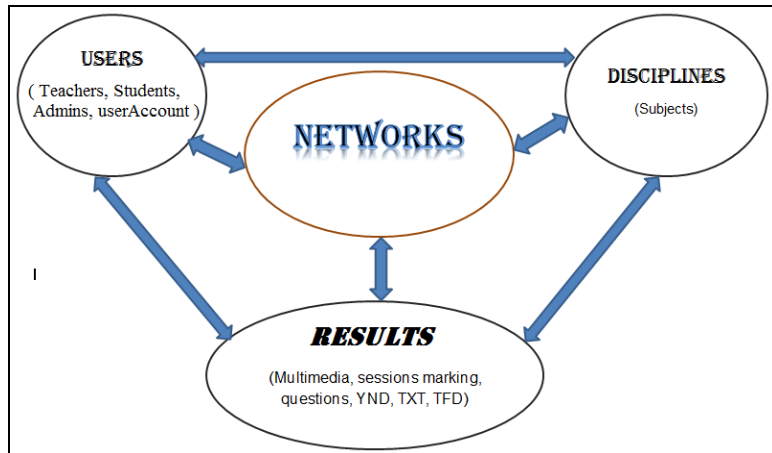 USERS
( Teachers, Students,
Admins, userAccount )
NETWORKS
DISCIPLINES
(Subjects)
I
RESULTS
(Multimedia, sessions marking,
questions, YND, TXT, TFD)